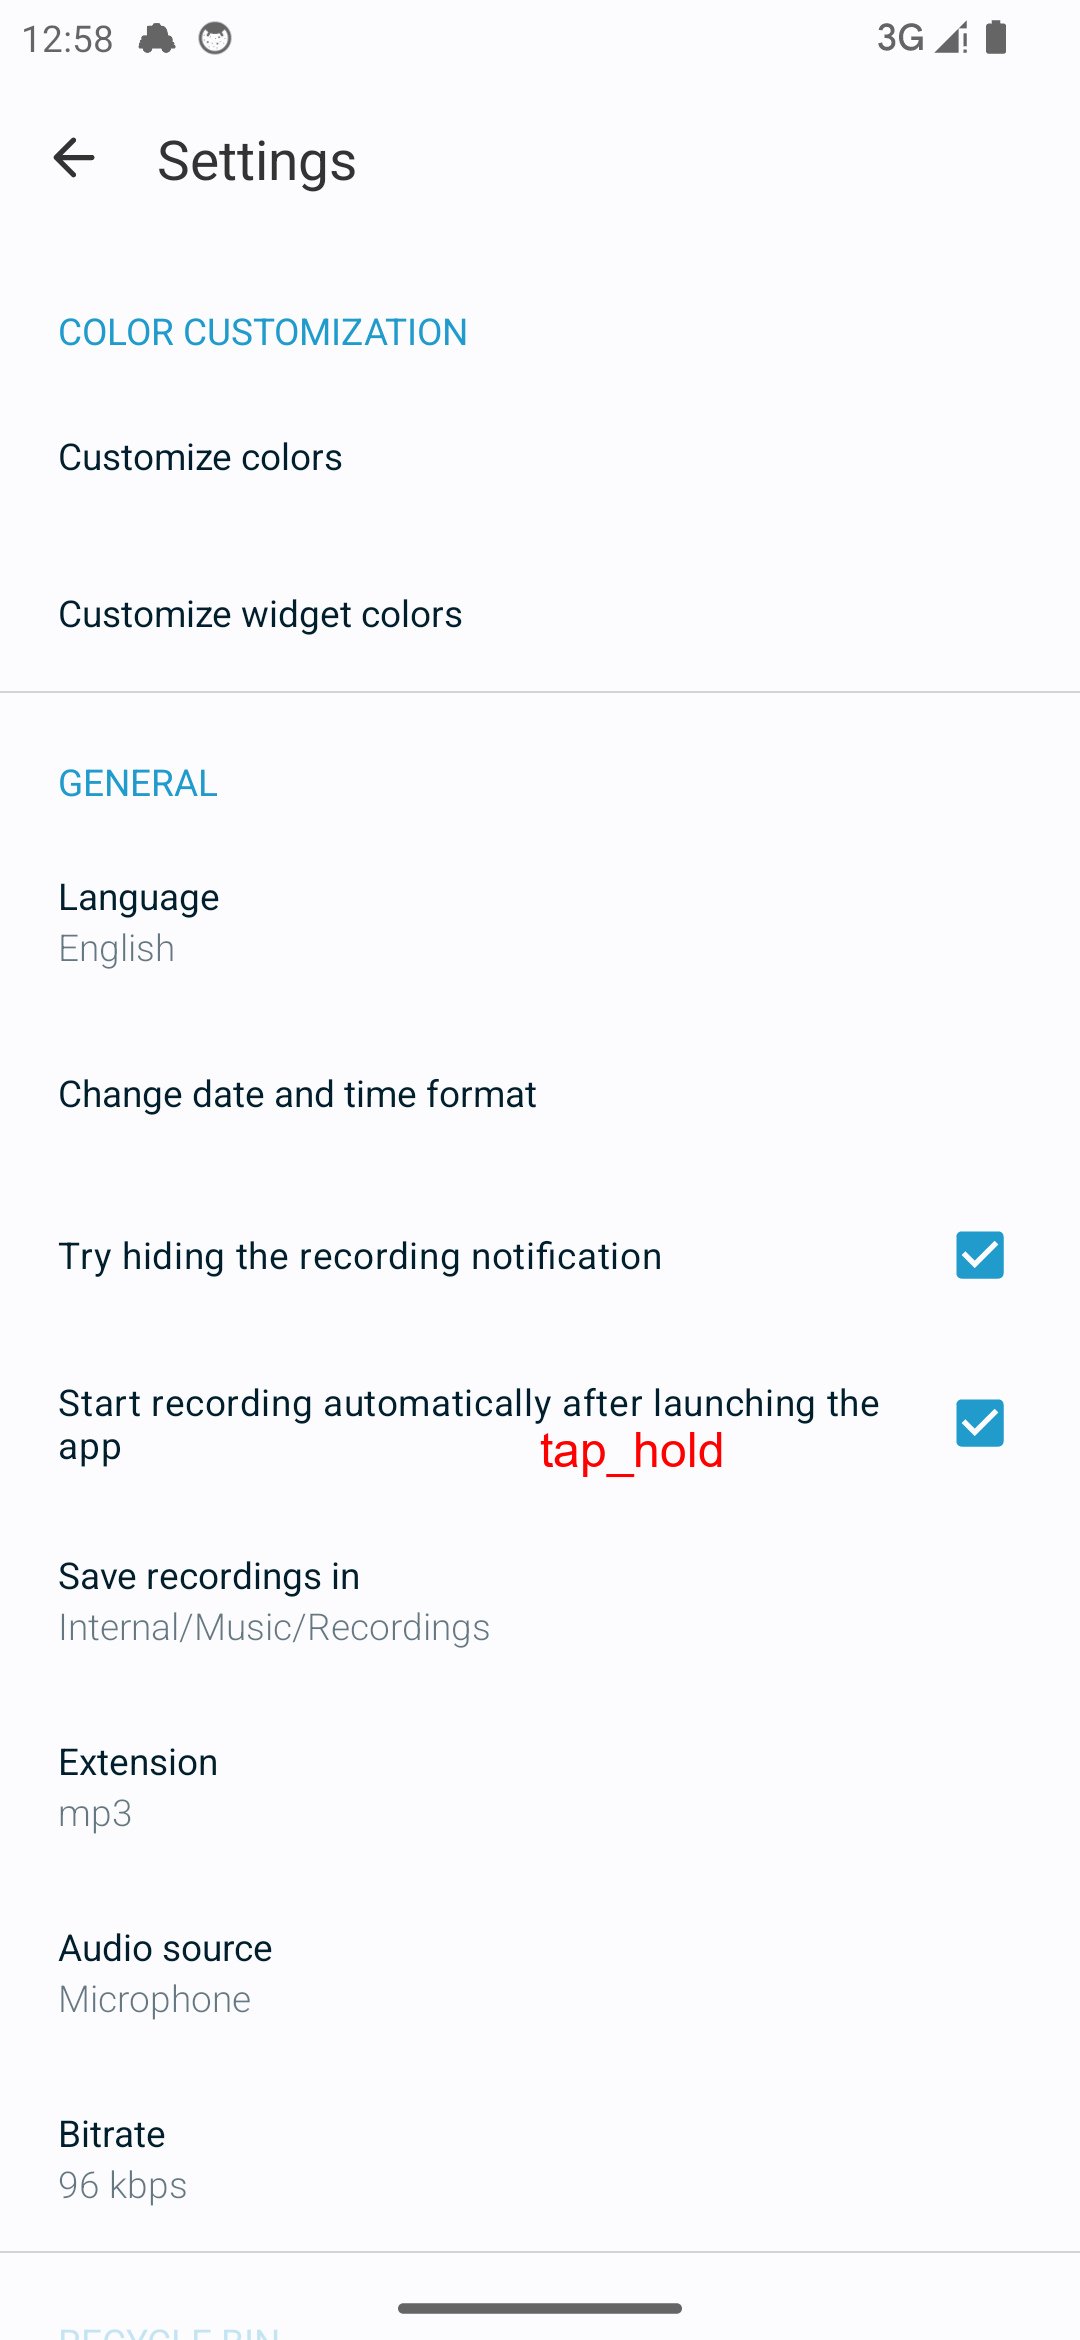 12:58
3G
Settings
COLOR CUSTOMIZATION
Customize colors
Customize widget colors
GENERAL
Language
English
Change date and time format
Try hiding the recording notification
Start recording automatically after launching the
app
tap_hold
Save recordings in
Internal/Music/Recordings
Extension
mp3
Audio source
Microphone
Bitrate
96 kbps
RECYCLE BIN